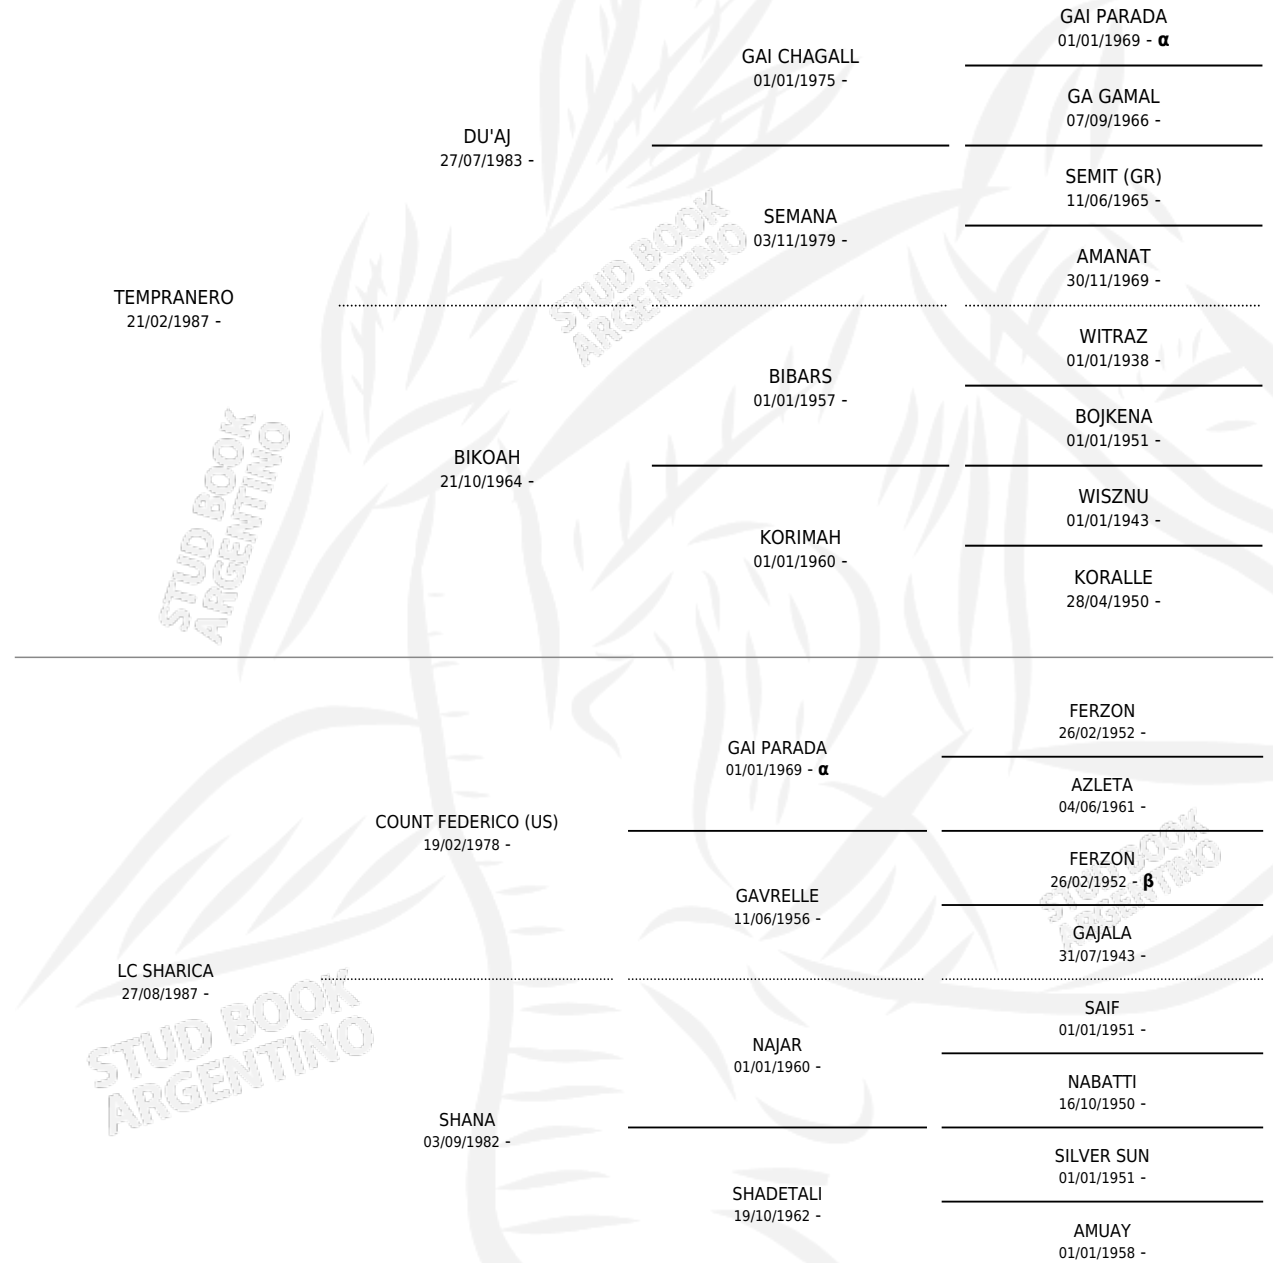 GAI PARADA
01/01/1969 - α
GAI CHAGALL
01/01/1975 -
GA GAMAL
07/09/1966 -
DU'AJ
27/07/1983 -
SEMIT (GR)
11/06/1965 -
SEMANA
03/11/1979 -
AMANAT
30/11/1969 -
TEMPRANERO
21/02/1987 -
WITRAZ
01/01/1938 -
BIBARS
01/01/1957 -
BOJKENA
01/01/1951 -
BIKOAH
21/10/1964 -
WISZNU
01/01/1943 -
KORIMAH
01/01/1960 -
KORALLE
28/04/1950 -
FERZON
26/02/1952 -
GAI PARADA
01/01/1969 - α
AZLETA
04/06/1961 -
COUNT FEDERICO (US)
19/02/1978 -
FERZON
26/02/1952 - β
GAVRELLE
11/06/1956 -
GAJALA
31/07/1943 -
LC SHARICA
27/08/1987 -
SAIF
01/01/1951 -
NAJAR
01/01/1960 -
NABATTI
16/10/1950 -
SHANA
03/09/1982 -
SILVER SUN
01/01/1951 -
SHADETALI
19/10/1962 -
AMUAY
01/01/1958 -
STUD BOOK
ARGENTINO
STUD BOOK
ARGENTINO
STUD BOOK
ARGENTINO
STUD BOOK
ARGENTINO